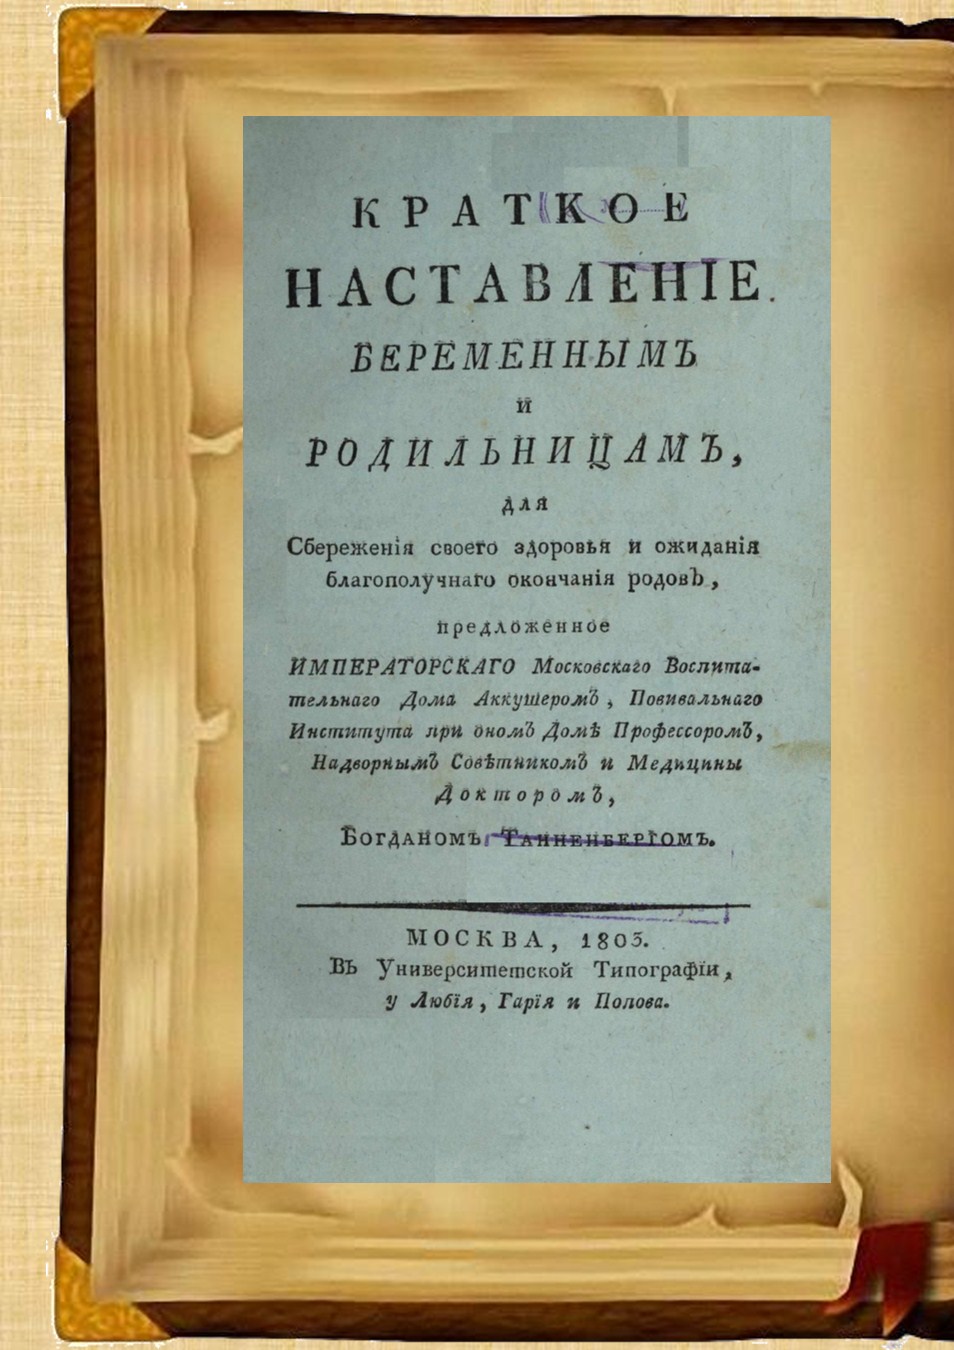 КРАТКОЕ
НАСТАВЛЕНІЕ
БЕРЕМЕННЫМЪ
И
РОДИЛЬНИЦАМЪ,
для
Сбереженія своего здоровья и ожиданія
благополучнаго окончанія родовъ,
предложенное
ИМПЕРАТОРСКАГО Московскаго Воспита-
тельнаго Дома Аккушеромъ, Повивальнаго
Института при ономъ Домѣ Профессоромъ,
Надворнымъ Совѣтникомъ и Медицины
Докторомъ,
Богданомъ Танненбергомъ.
МОСКВА, 1803.
Въ Университетской Типографіи,
у Любія, Гарія и Попова.